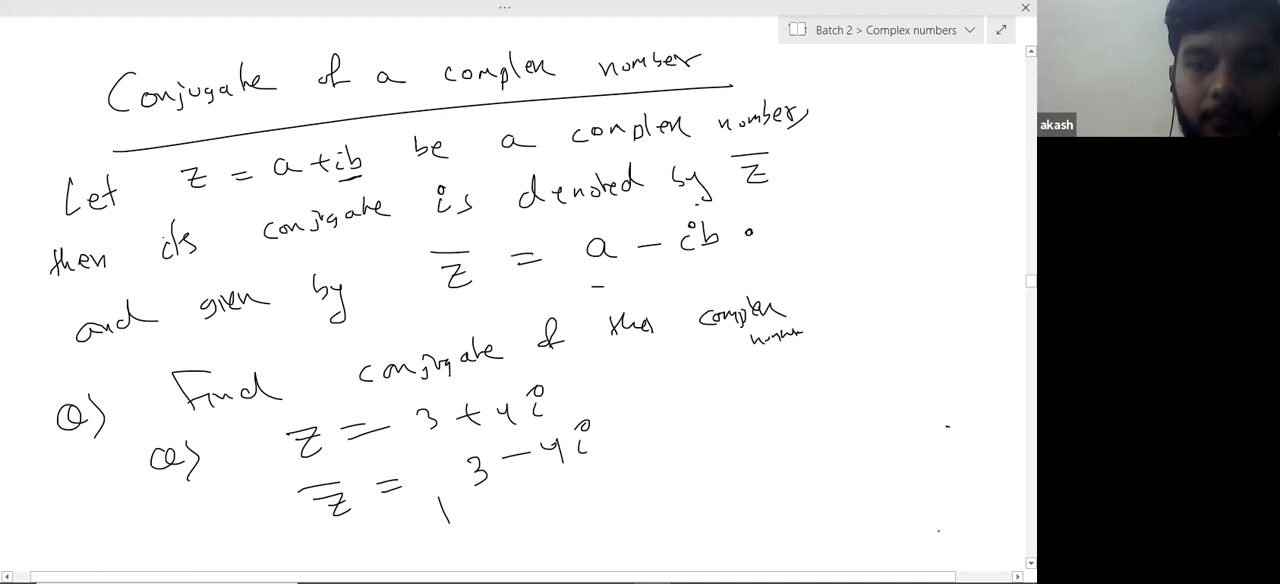 Batch 2 > Complex numbers
akash
Conjugate of a complex number
Let z = a + ib be a complex number,
then its conjugate is denoted by z̅
and given by z̅ = a - ib .
Q) Find conjugate of the complex number
a) z = 3 + 4i
z̅ = 3 - 4i